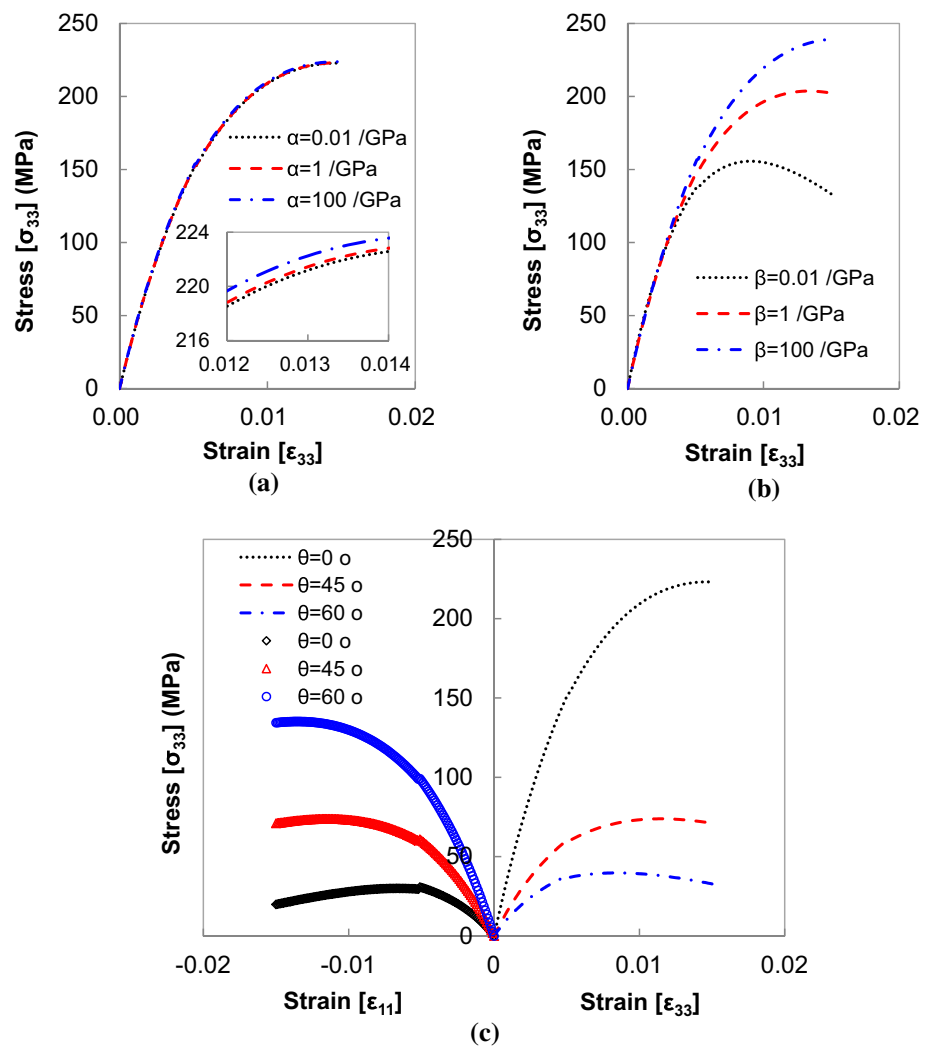 250
200
150
100
50
0
Stress [σ33] (MPa)
α=0.01 /GPa
α=1 /GPa
α=100 /GPa
224
220
216
0.012 0.013 0.014
0.00 0.01 0.02
Strain [ε33]
(a)
250
200
150
100
50
0
Stress [σ33] (MPa)
β=0.01 /GPa
β=1 /GPa
β=100 /GPa
0.00 0.01 0.02
Strain [ε33]
(b)
θ=0 o
θ=45 o
θ=60 o
θ=0 o
θ=45 o
θ=60 o
Stress [σ33] (MPa)
250
200
150
100
50
0
-0.02 -0.01 0 0.01 0.02
Strain [ε11] Strain [ε33]
(c)